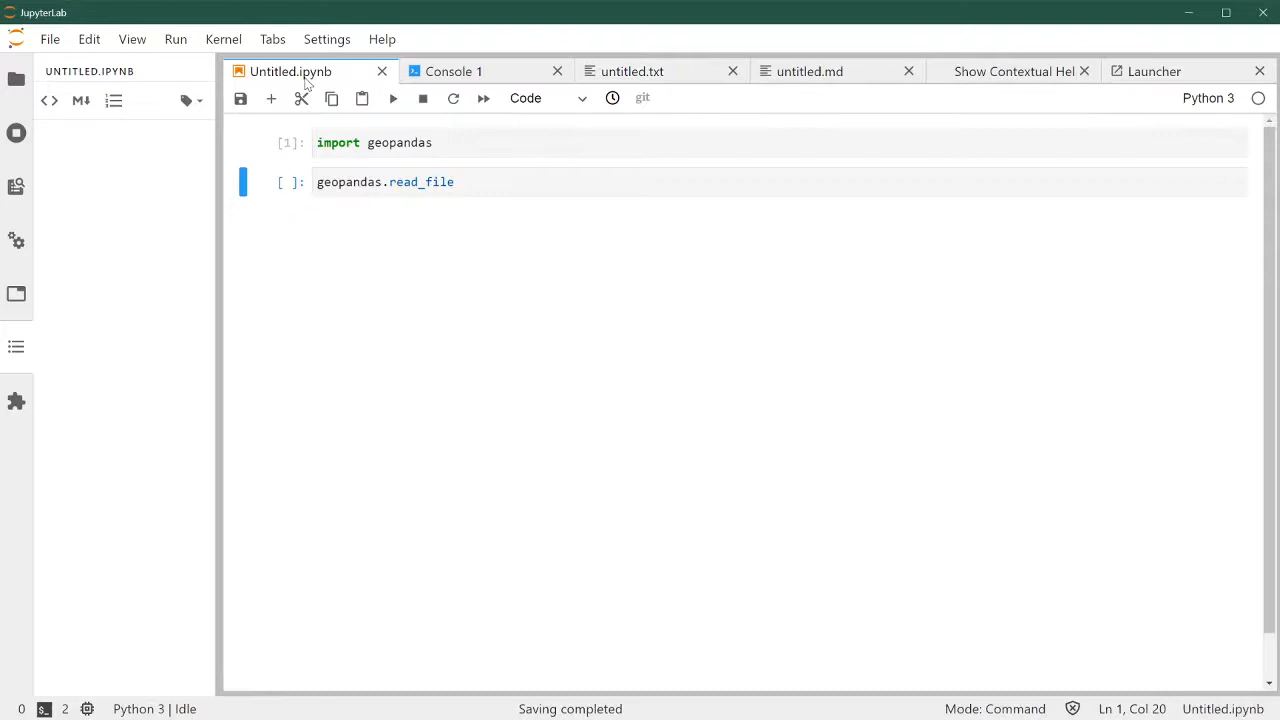 JupyterLab
File Edit View Run Kernel Tabs Settings Help
UNTITLED.IPYNB
Untitled.ipynb Console 1 untitled.txt untitled.md Show Contextual Hel Launcher
M Code git Python 3
[1]: import geopandas
[ ]: geopandas.read_file
0 $_ 2 Python 3 | Idle Saving completed Mode: Command Ln 1, Col 20 Untitled.ipynb